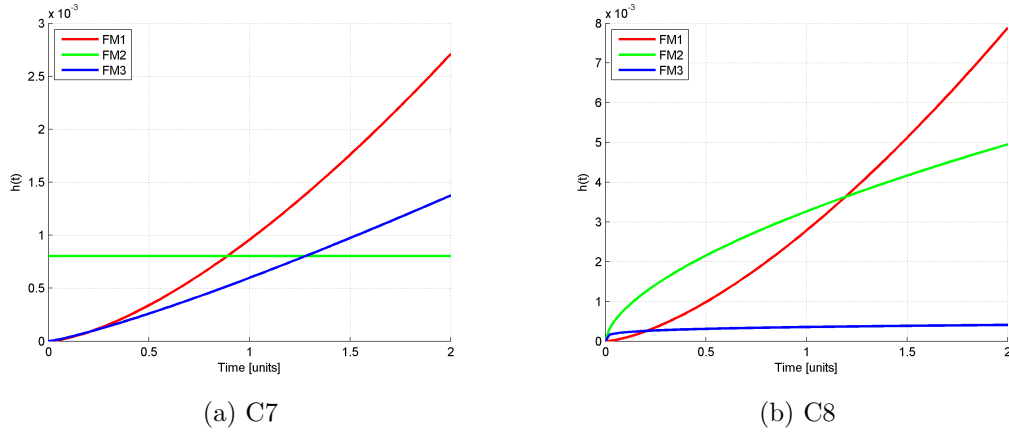 x 10⁻³
3
2.5
2
1.5
1
0.5
0
h(t)
FM1
FM2
FM3
0 0.5 1 1.5 2
Time [units]
(a) C7
x 10⁻³
8
7
6
5
4
3
2
1
0
h(t)
FM1
FM2
FM3
0 0.5 1 1.5 2
Time [units]
(b) C8